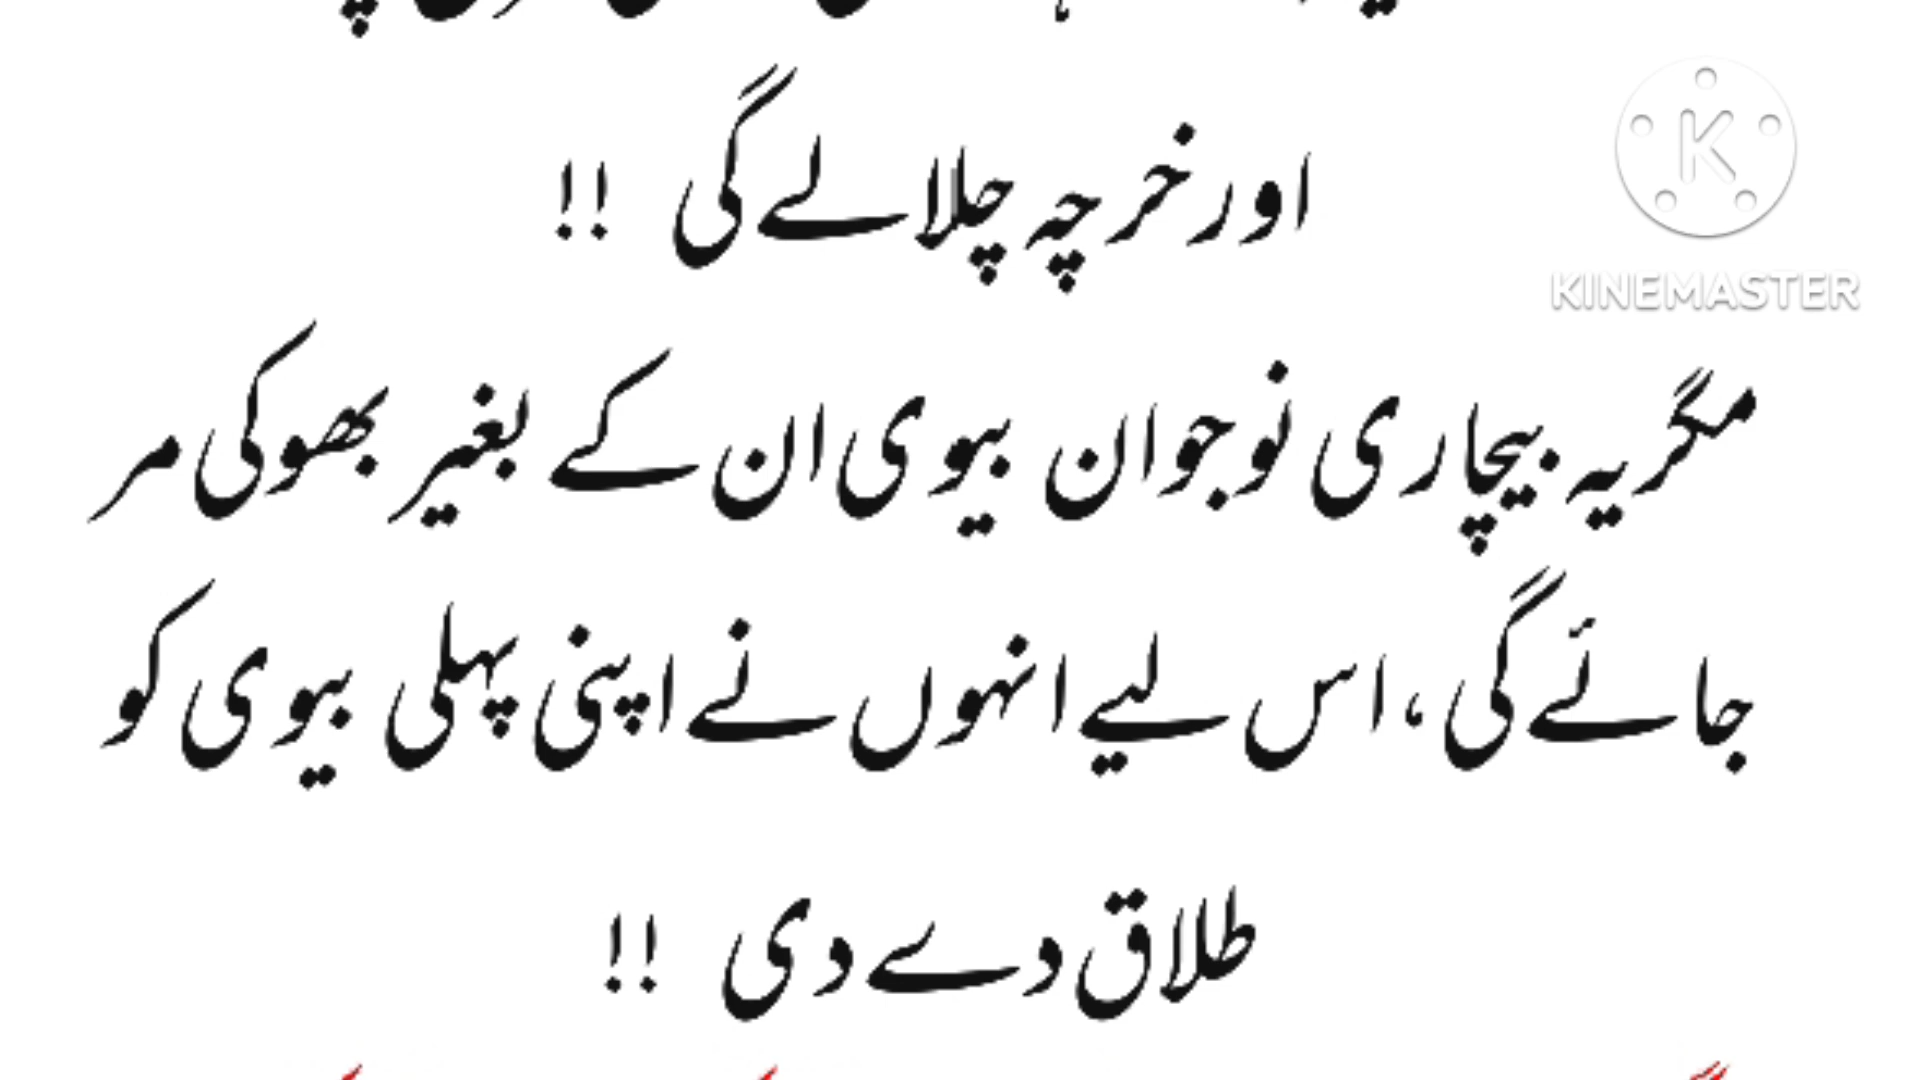 اور خرچہ چلا لے گی !!
KINEMASTER
مگر یہ بیچاری نوجوان بیوی ان کے بغیر بھوکی مر
جائے گی، اس لیے انہوں نے اپنی پہلی بیوی کو
طلاق دے دی !!